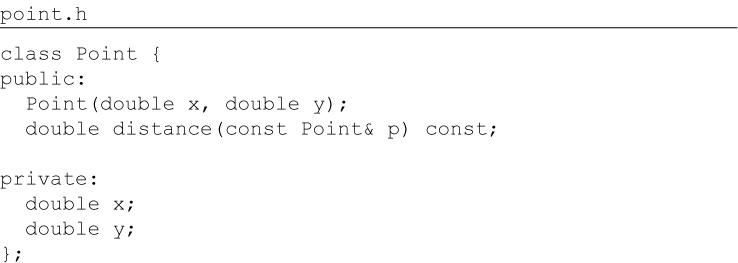 point.h
class Point {
public:
  Point(double x, double y);
  double distance(const Point& p) const;

private:
  double x;
  double y;
};